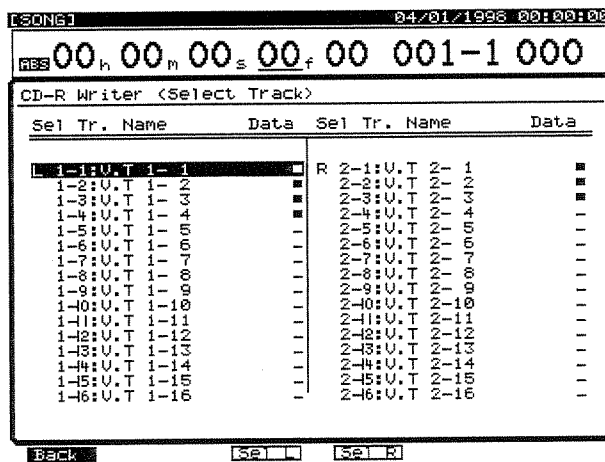 [SONG] 04/01/1998 00:00:00
ABS 00 h 00 m 00 s 00 f 00 001-1 000
CD-R Writer <Select Track>
Sel Tr. Name Data Sel Tr. Name Data
L 1-1:V.T 1- 1 R 2-1:V.T 2- 1
1-2:V.T 1- 2 2-2:V.T 2- 2
1-3:V.T 1- 3 2-3:V.T 2- 3
1-4:V.T 1- 4 2-4:V.T 2- 4 -
1-5:V.T 1- 5 - 2-5:V.T 2- 5 -
1-6:V.T 1- 6 - 2-6:V.T 2- 6 -
1-7:V.T 1- 7 - 2-7:V.T 2- 7 -
1-8:V.T 1- 8 - 2-8:V.T 2- 8 -
1-9:V.T 1- 9 - 2-9:V.T 2- 9 -
1-10:V.T 1-10 - 2-10:V.T 2-10 -
1-11:V.T 1-11 - 2-11:V.T 2-11 -
1-12:V.T 1-12 - 2-12:V.T 2-12 -
1-13:V.T 1-13 - 2-13:V.T 2-13 -
1-14:V.T 1-14 - 2-14:V.T 2-14 -
1-15:V.T 1-15 - 2-15:V.T 2-15 -
1-16:V.T 1-16 - 2-16:V.T 2-16 -
Back Sel L Sel R